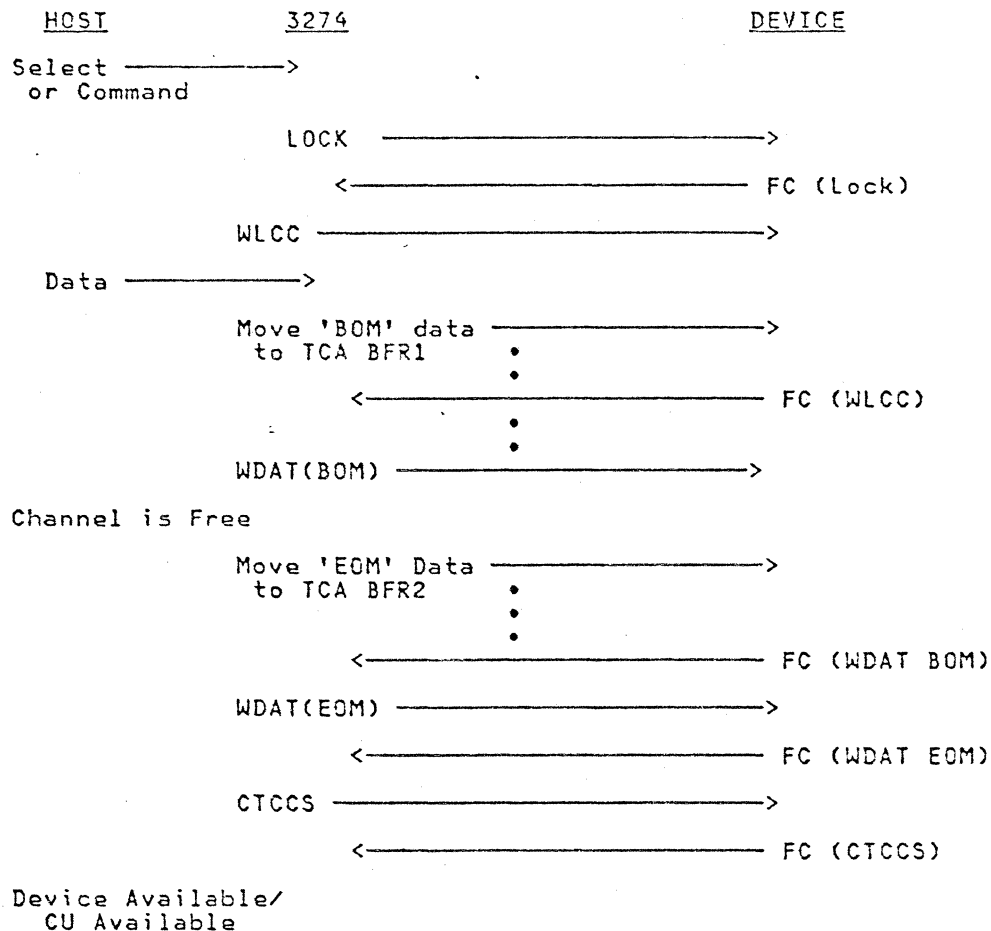 HOST 3274 DEVICE
Select ————————>
or Command
LOCK ————————————————>
<———————————————— FC (Lock)
WLCC ————————————————>
Data ————————>
Move 'BOM' data ————————————>
to TCA BFR1 •
•
<———————————————— FC (WLCC)
•
•
WDAT(BOM) ————————————————>
Channel is Free
Move 'EOM' Data ————————————>
to TCA BFR2 •
•
•
<———————————————— FC (WDAT BOM)
WDAT(EOM) ————————————————>
<———————————————— FC (WDAT EOM)
CTCCS ————————————————>
<———————————————— FC (CTCCS)
Device Available/
CU Available